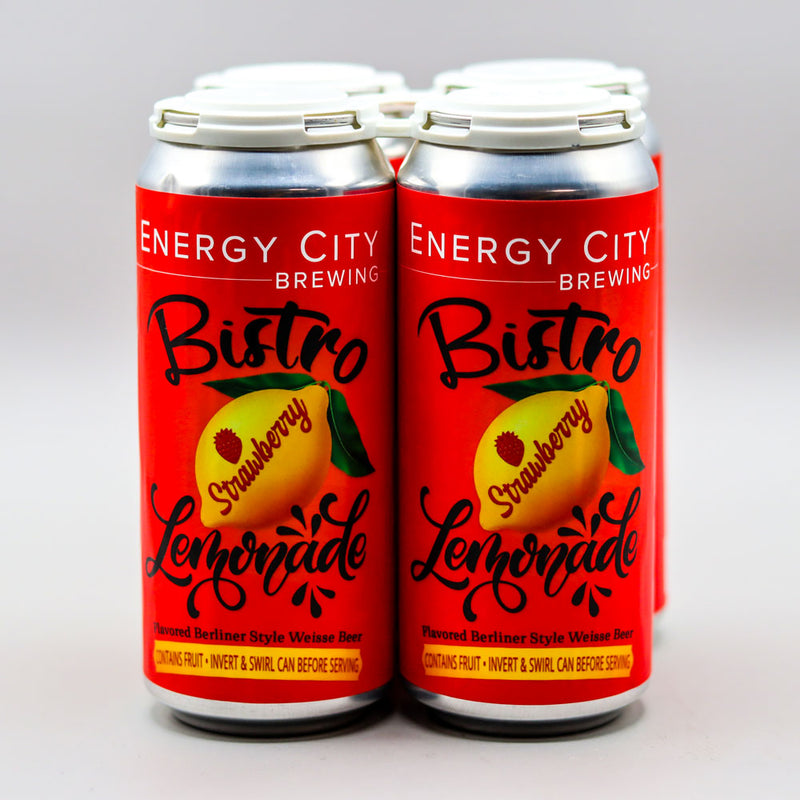 ENERGY CITY
BREWING
Bistro
Strawberry
Lemonade
Flavored Berliner Style Weisse Beer
CONTAINS FRUIT • INVERT & SWIRL CAN BEFORE SERVING
ENERGY CITY
BREWING
Bistro
Strawberry
Lemonade
Flavored Berliner Style Weisse Beer
CONTAINS FRUIT • INVERT & SWIRL CAN BEFORE SERVING